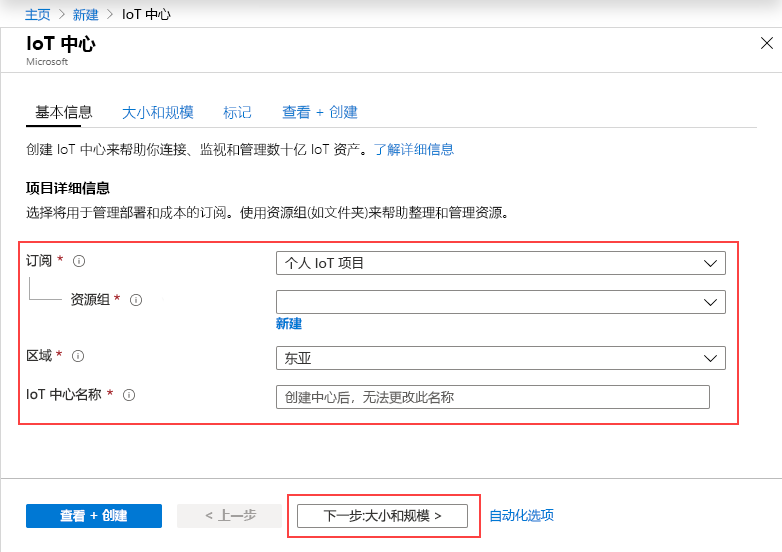 主页 > 新建 > IoT 中心
IoT 中心
Microsoft
基本信息 大小和规模 标记 查看 + 创建
创建 IoT 中心来帮助你连接、监视和管理数十亿 IoT 资产。了解详细信息
项目详细信息
选择将用于管理部署和成本的订阅。使用资源组(如文件夹)来帮助整理和管理资源。
订阅 * 个人 IoT 项目
资源组 *
新建
区域 * 东亚
IoT 中心名称 * 创建中心后，无法更改此名称
查看 + 创建 < 上一步 下一步:大小和规模 > 自动化选项